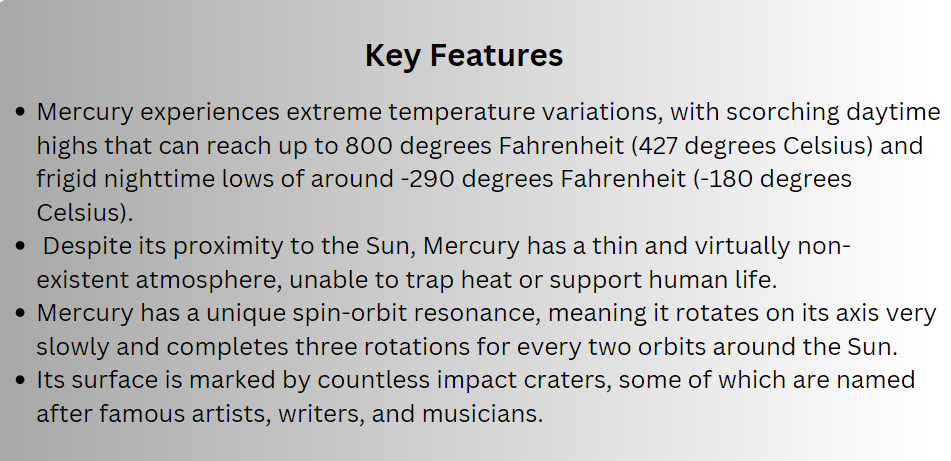 Key Features
• Mercury experiences extreme temperature variations, with scorching daytime
highs that can reach up to 800 degrees Fahrenheit (427 degrees Celsius) and
frigid nighttime lows of around -290 degrees Fahrenheit (-180 degrees
Celsius).
• Despite its proximity to the Sun, Mercury has a thin and virtually non-
existent atmosphere, unable to trap heat or support human life.
• Mercury has a unique spin-orbit resonance, meaning it rotates on its axis very
slowly and completes three rotations for every two orbits around the Sun.
• Its surface is marked by countless impact craters, some of which are named
after famous artists, writers, and musicians.